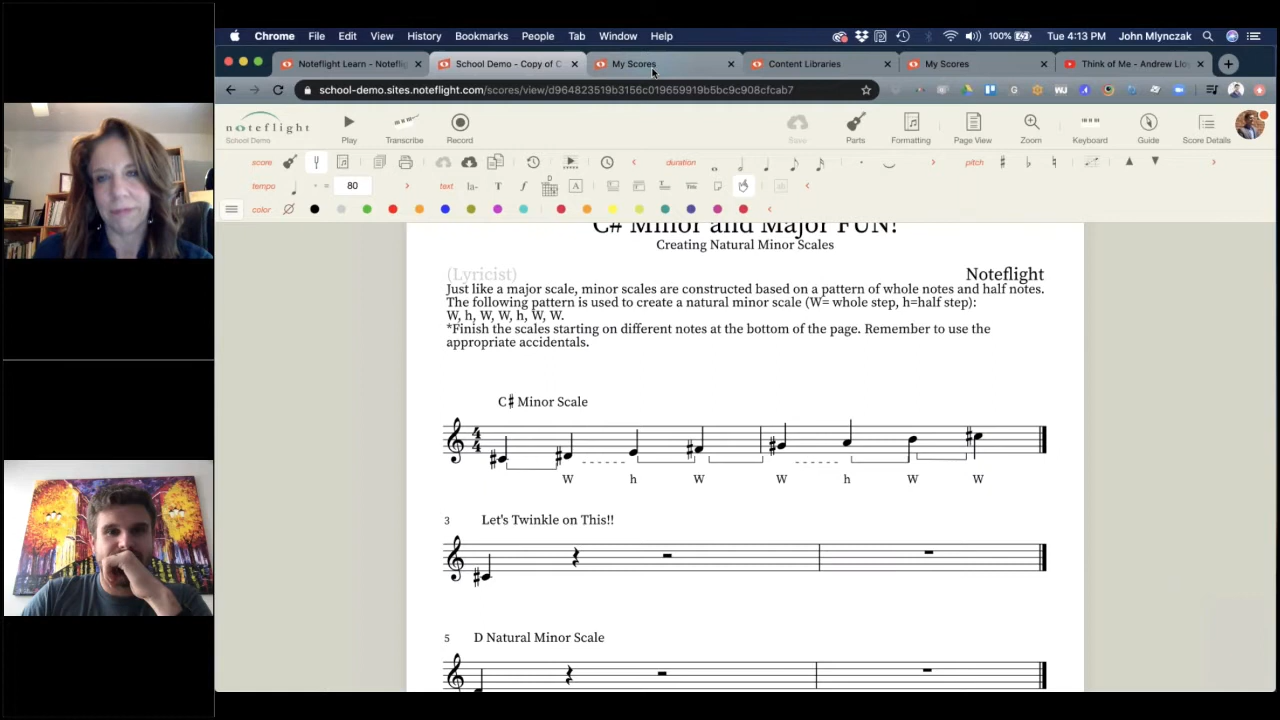 Chrome File Edit View History Bookmarks People Tab Window Help 100% Tue 4:13 PM John Mlynczak
Noteflight Learn - Notefli School Demo - Copy of C My Scores Content Libraries My Scores Think of Me - Andrew Llo
school-demo.sites.noteflight.com/scores/view/d964823519b3156c019659919b5bc9c908cfcab7
noteflight
School Demo
Play Transcribe Record Save Parts Formatting Page View Zoom Keyboard Guide Score Details
score duration pitch
tempo = 80 text la- T f D A
color
C# Minor and Major FUN!
Creating Natural Minor Scales
(Lyricist) Noteflight
Just like a major scale, minor scales are constructed based on a pattern of whole notes and half notes.
The following pattern is used to create a natural minor scale (W= whole step, h=half step):
W, h, W, W, h, W, W.
*Finish the scales starting on different notes at the bottom of the page. Remember to use the
appropriate accidentals.
C♯ Minor Scale
4
4
W h W W h W W
3 Let's Twinkle on This!!
5 D Natural Minor Scale